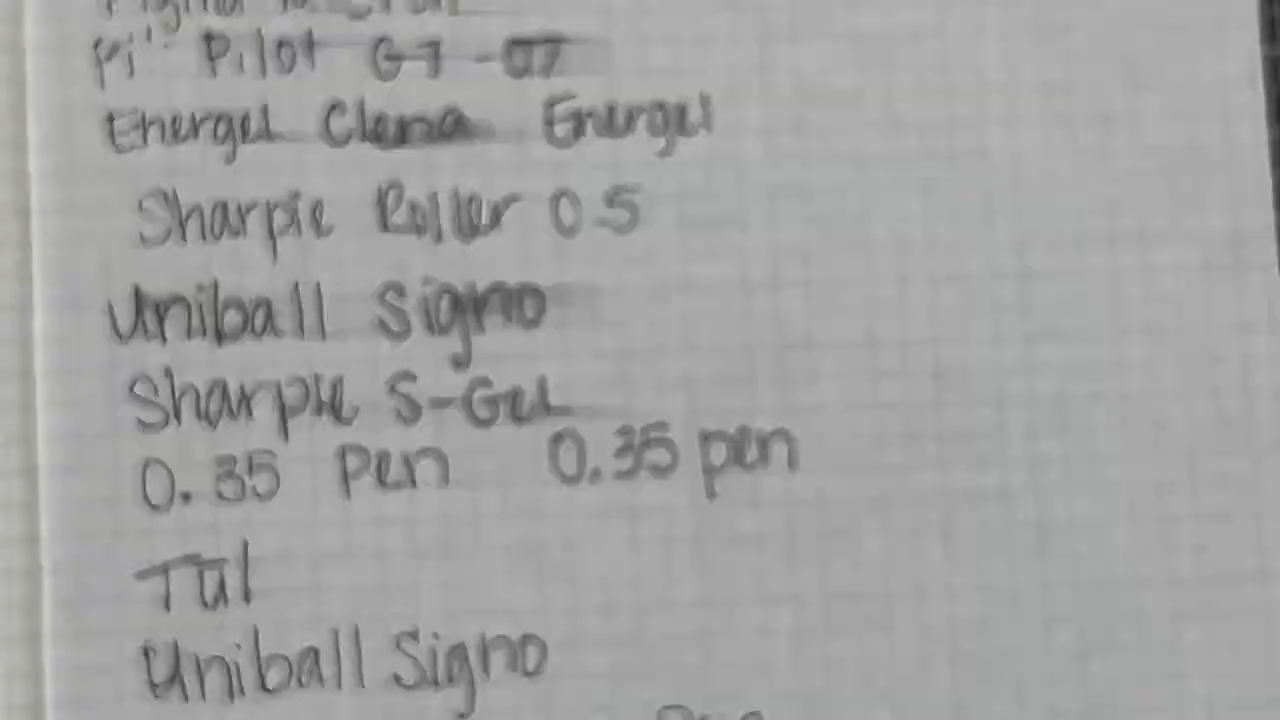 Pi Pilot G7 -07
Energel Clena Energel
Sharpie Roller 0.5
Uniball Signo
Sharpie S-Gel
0.35 Pen 0.35 pen
Tul
Uniball Signo